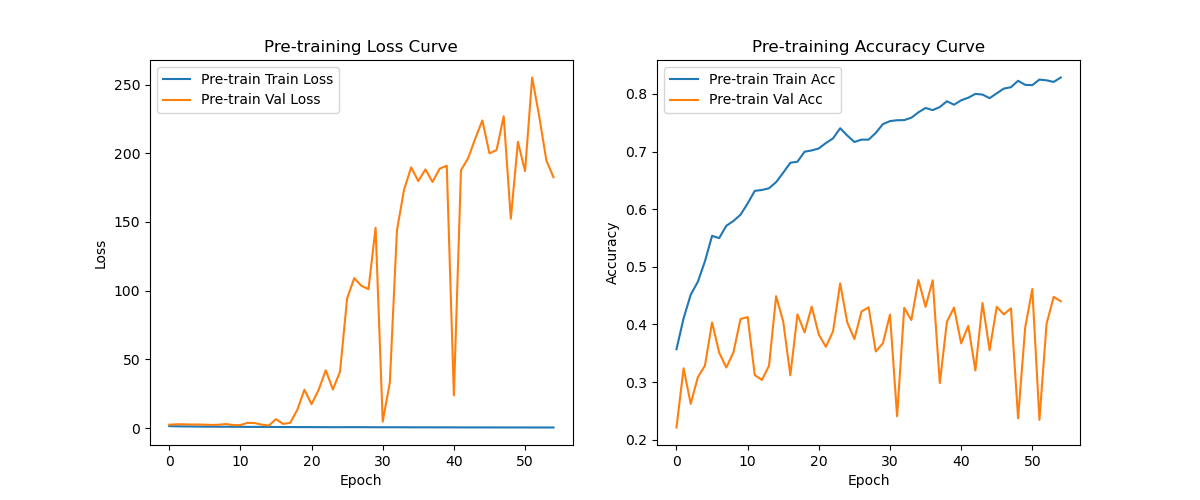 Pre-training Loss Curve
Pre-train Train Loss
Pre-train Val Loss
250
200
150
100
50
0
Loss
0 10 20 30 40 50
Epoch
Pre-training Accuracy Curve
Pre-train Train Acc
Pre-train Val Acc
0.8
0.7
0.6
0.5
0.4
0.3
0.2
Accuracy
0 10 20 30 40 50
Epoch